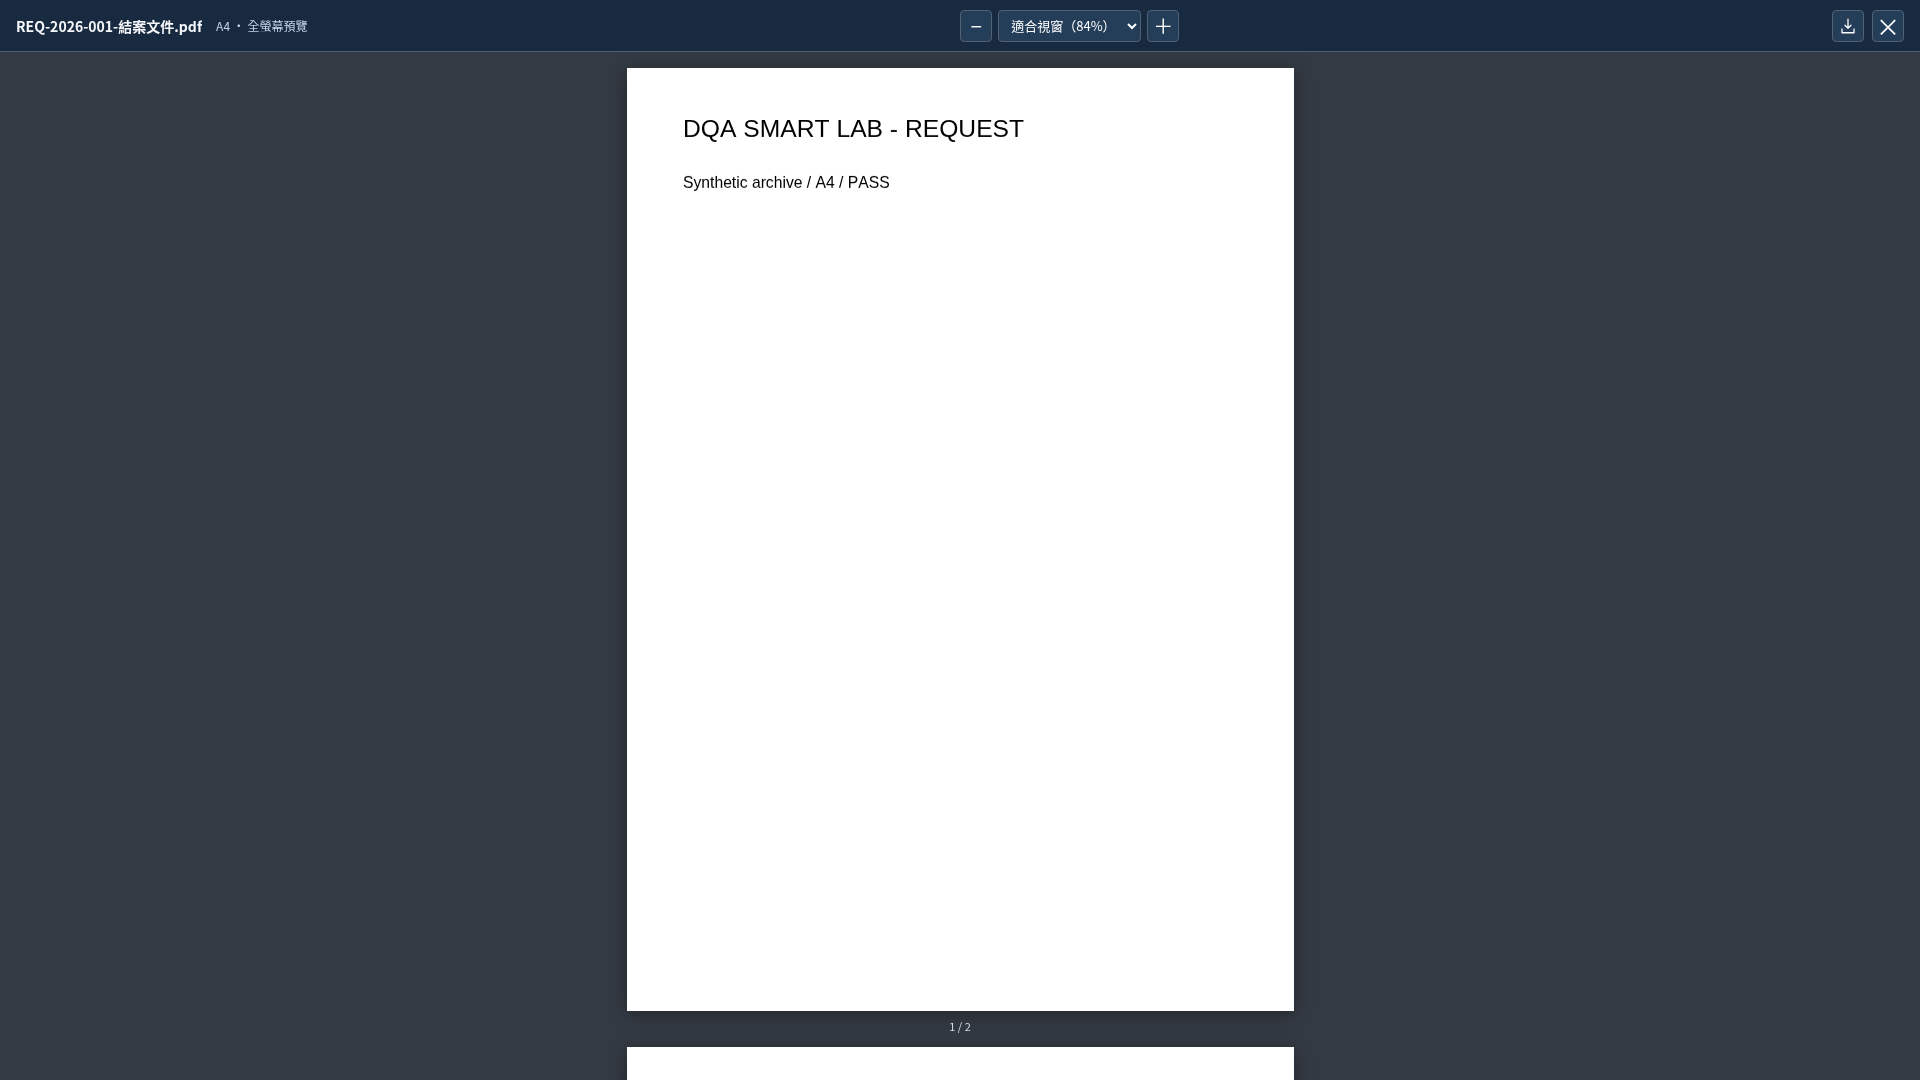 REQ-2026-001-結案文件.pdf
A4 · 全螢幕預覽
適合視窗（84%）
DQA SMART LAB - REQUEST
Synthetic archive / A4 / PASS
1 / 2